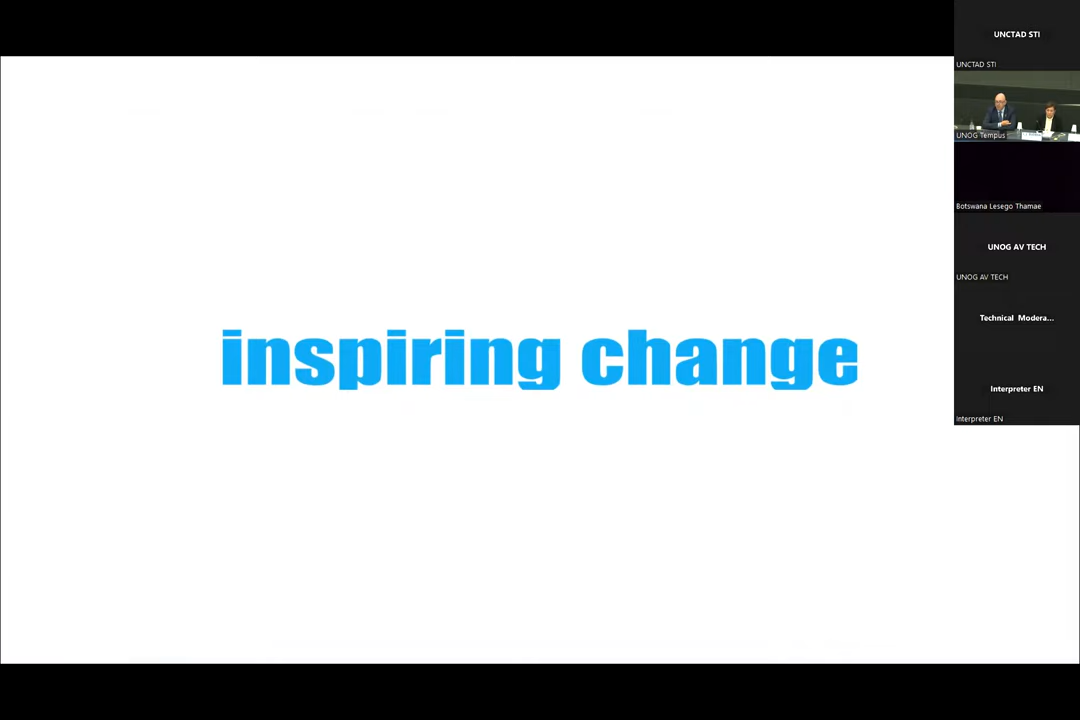 inspiring change
UNCTAD STI
UNCTAD STI
UNOG Tempus
Botswana Lesego Thamae
UNOG AV TECH
UNOG AV TECH
Technical Modera...
Interpreter EN
Interpreter EN